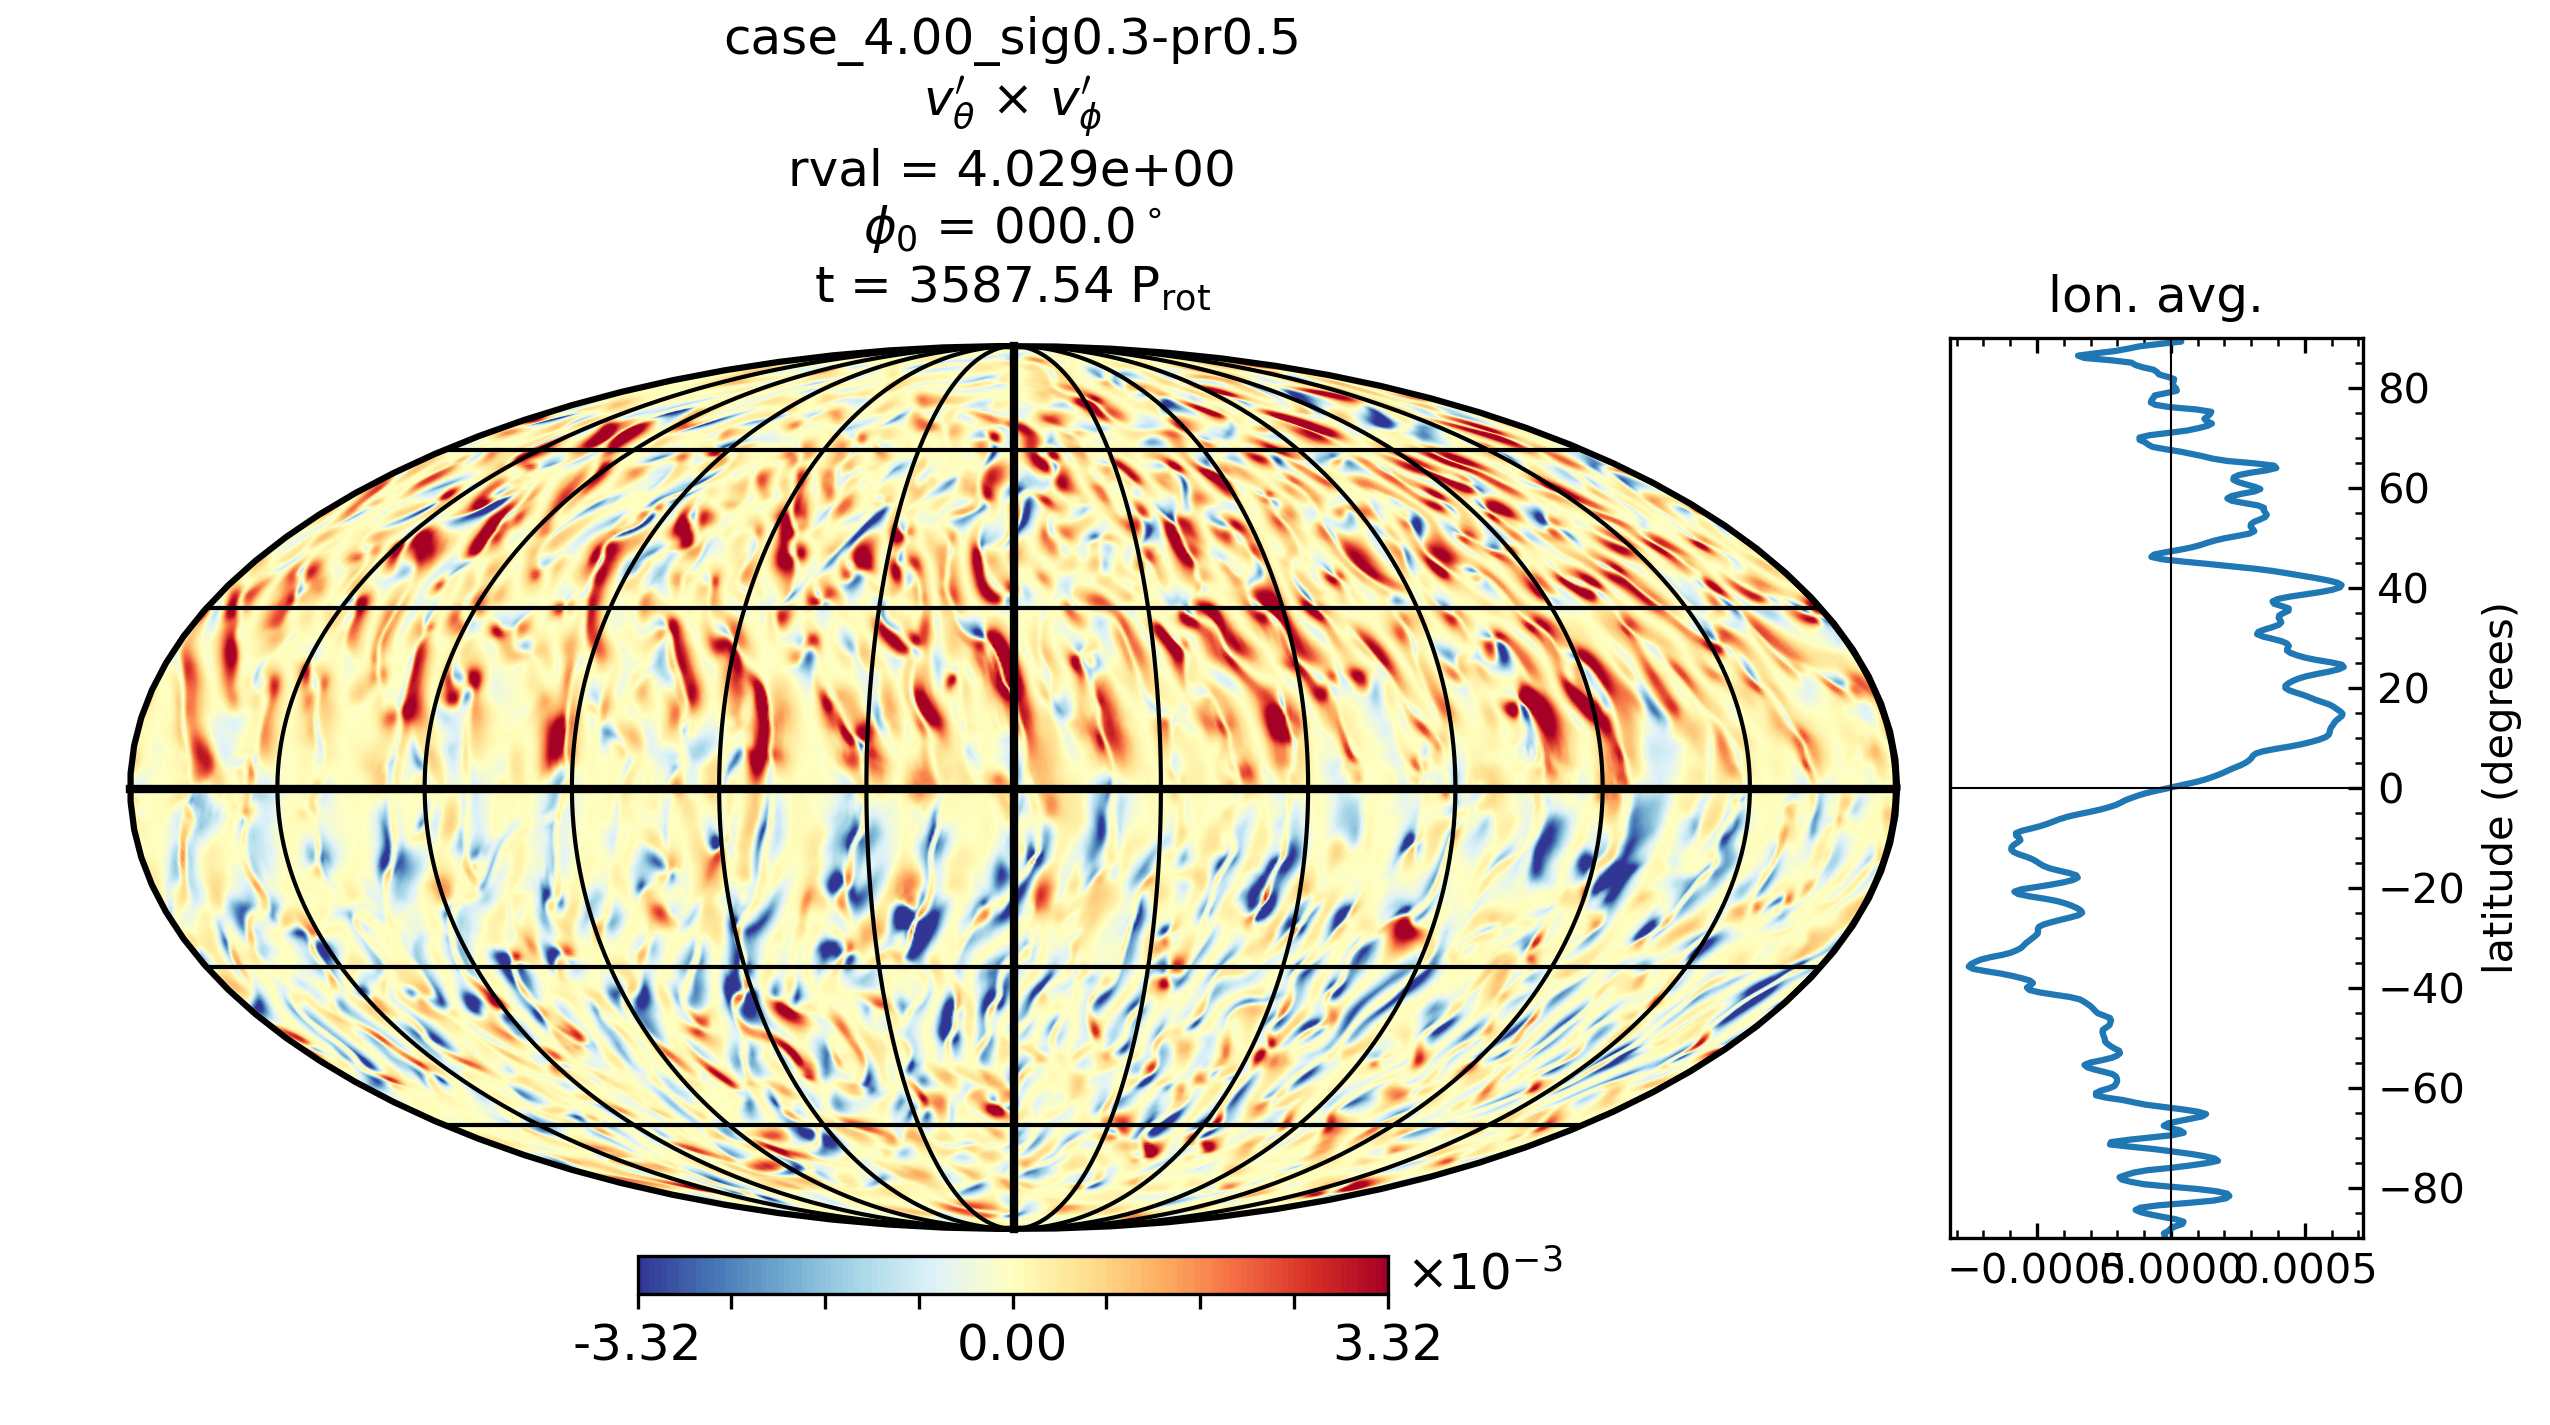 case_4.00_sig0.3-pr0.5
v′θ × v′ϕ
rval = 4.029e+00
ϕ0 = 000.0°
t = 3587.54 Prot
lon. avg.
80
60
40
20
0
−20
−40
−60
−80
latitude (degrees)
−0.0005 0.0000 0.0005
×10−3
-3.32 0.00 3.32